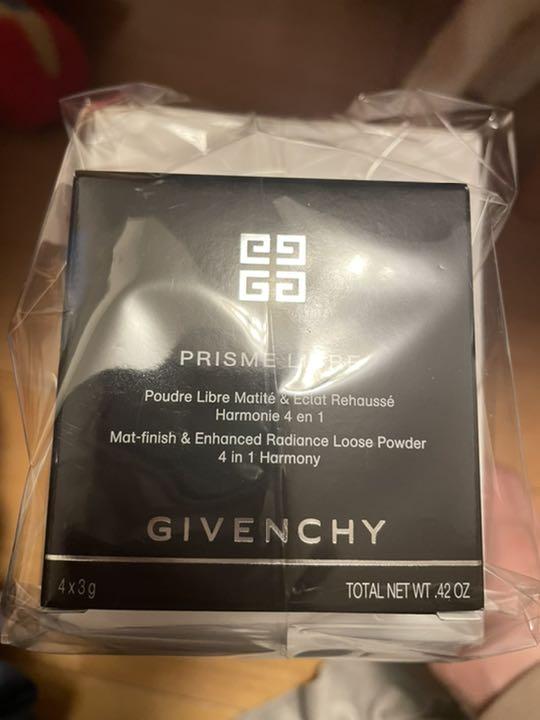 PRISME LIBRE
Poudre Libre Matité & Eclat Rehaussé
Harmonie 4 en 1
Mat-finish & Enhanced Radiance Loose Powder
4 in 1 Harmony
GIVENCHY
4 x 3 g
TOTAL NET WT .42 OZ